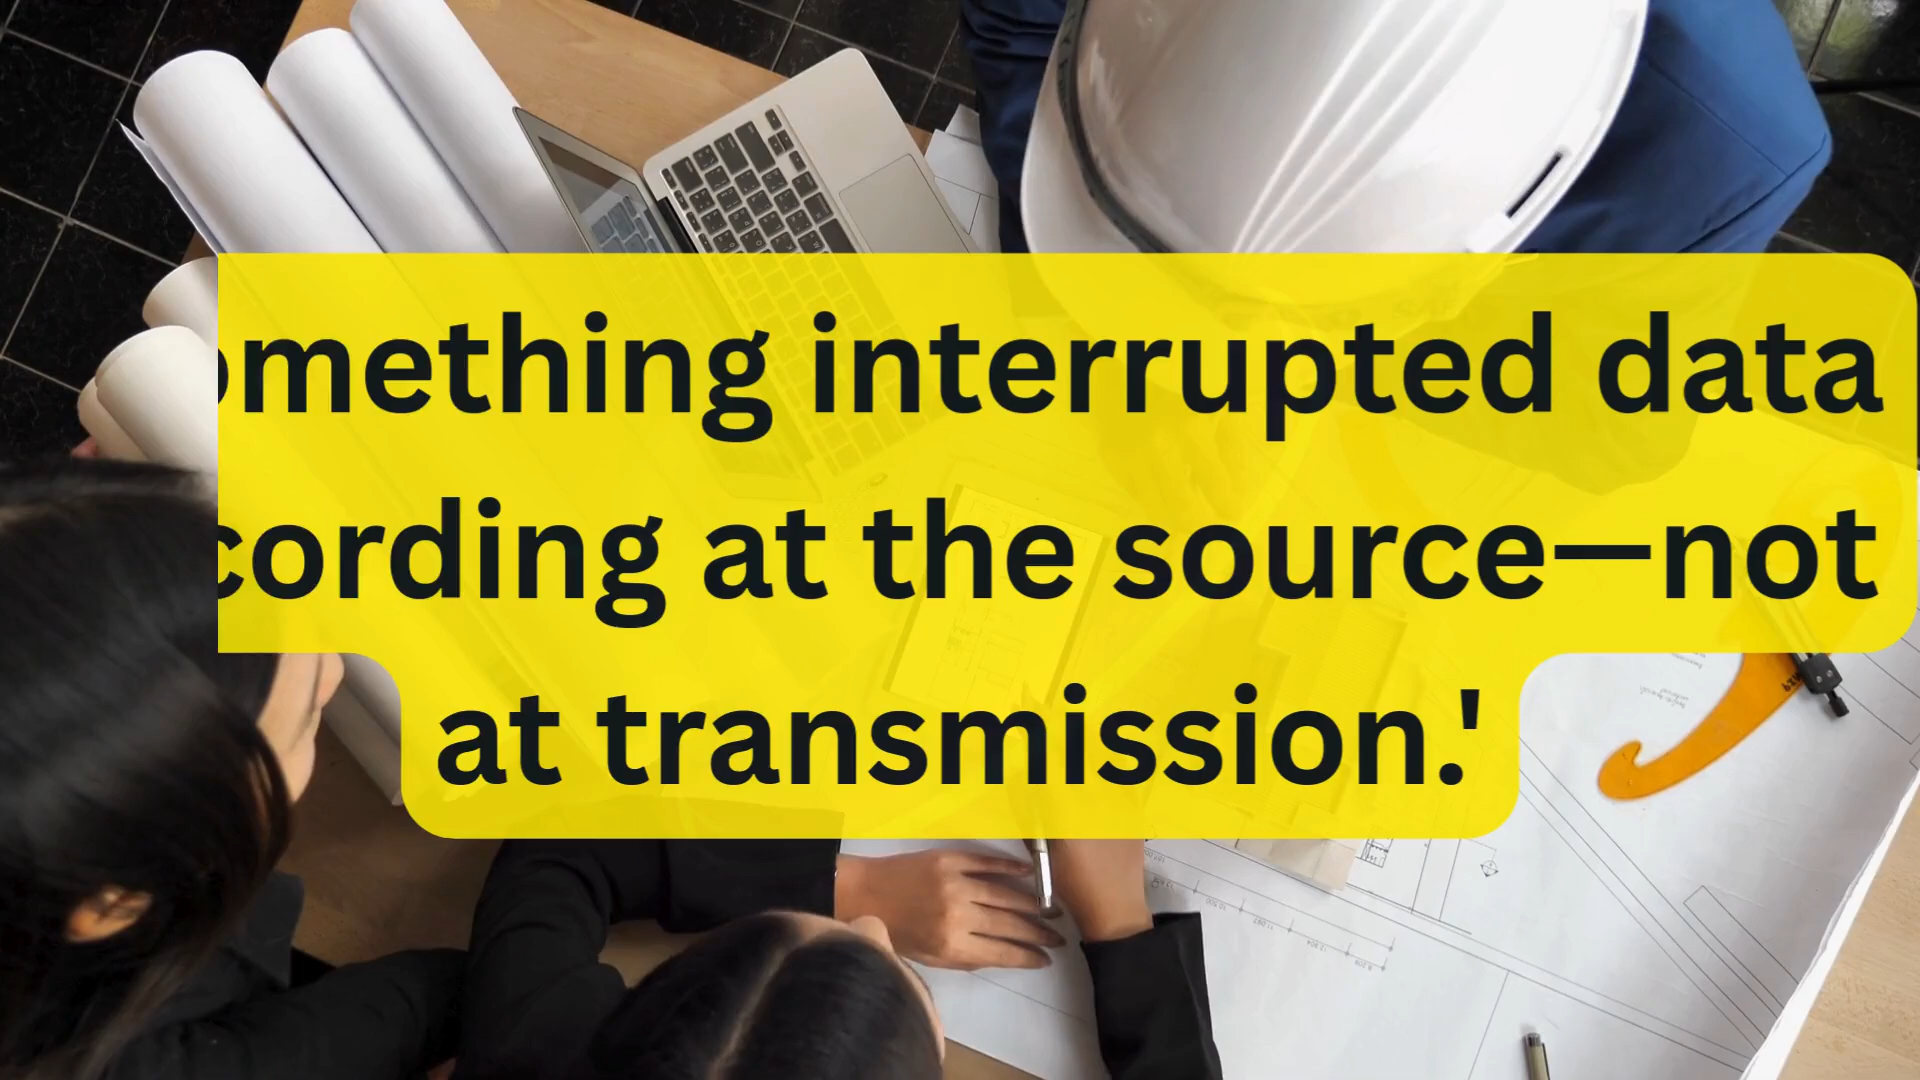 omething interrupted data
cording at the source—not
at transmission.'